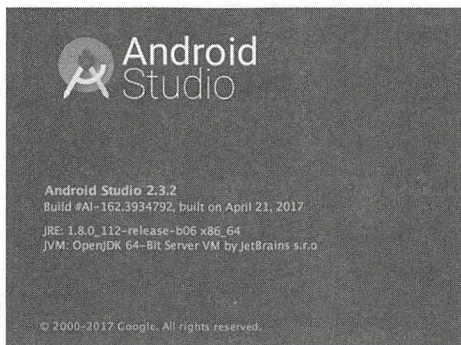 Android
Studio
Android Studio 2.3.2
Build #AI-162.3934792, built on April 21, 2017
JRE: 1.8.0_112-release-b06 x86_64
JVM: OpenJDK 64-Bit Server VM by JetBrains s.r.o
© 2000-2017 Google. All rights reserved.